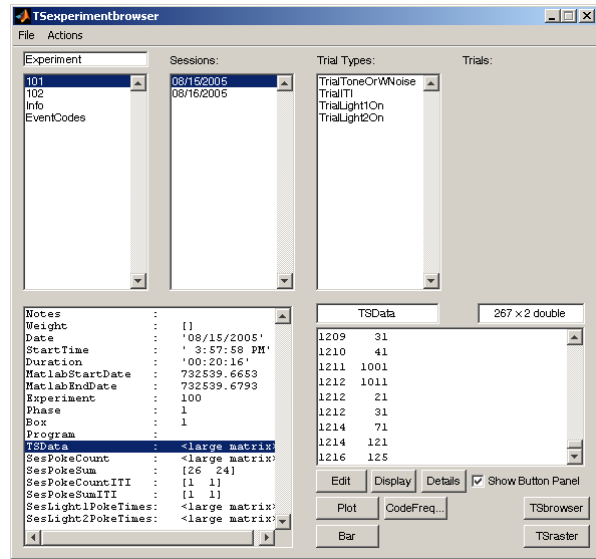 TSexperimentbrowser
File Actions
Experiment
Sessions:
Trial Types:
Trials:
101
102
Info
EventCodes
08/15/2005
08/16/2005
TrialToneOrWNoise
TrialITI
TrialLight1On
TrialLight2On
Notes :
Weight : []
Date : '08/15/2005'
StartTime : ' 3:57:58 PM'
Duration : '00:20:16'
MatlabStartDate : 732539.6653
MatlabEndDate : 732539.6793
Experiment : 100
Phase : 1
Box : 1
Program :
TSData : <large matrix>
SesPokeCount : <large matrix>
SesPokeSum : [26 24]
SesPokeCountITI : [1 1]
SesPokeSumITI : [1 1]
SesLight1PokeTimes: <large matrix>
SesLight2PokeTimes: <large matrix>
TSData
267 × 2 double
1209 31
1210 41
1211 1001
1212 1011
1212 21
1212 31
1214 71
1214 121
1216 125
Edit Display Details Show Button Panel
Plot CodeFreq... TSbrowser
Bar TSraster